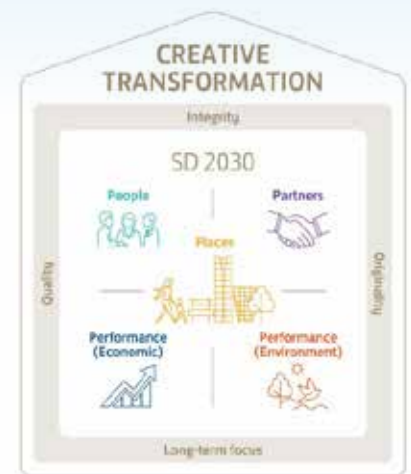 CREATIVE
TRANSFORMATION
Integrity
SD 2030
People
Partners
Places
Quality
Originality
Performance
(Economic)
Performance
(Environment)
Long-term focus